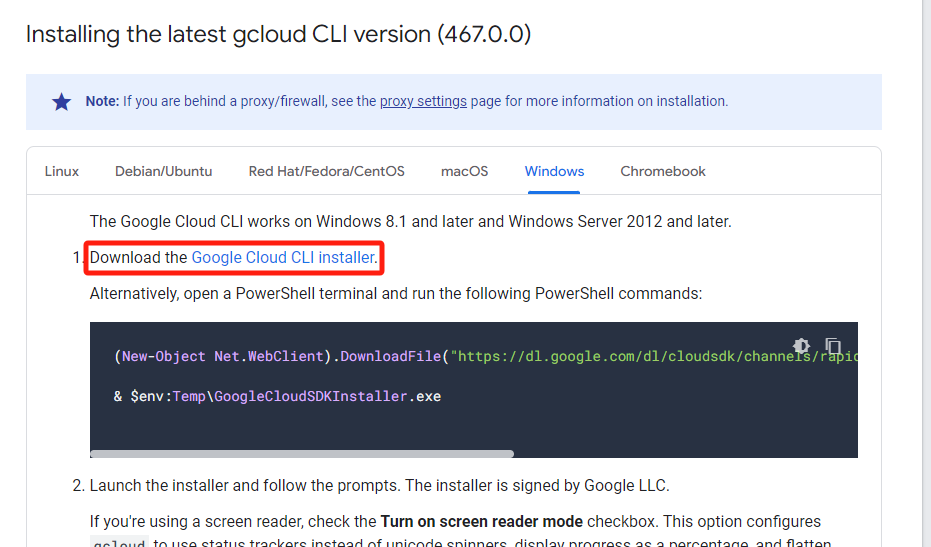 Installing the latest gcloud CLI version (467.0.0)
Note: If you are behind a proxy/firewall, see the proxy settings page for more information on installation.
Linux Debian/Ubuntu Red Hat/Fedora/CentOS macOS Windows Chromebook
The Google Cloud CLI works on Windows 8.1 and later and Windows Server 2012 and later.
1. Download the Google Cloud CLI installer.
Alternatively, open a PowerShell terminal and run the following PowerShell commands:
(New-Object Net.WebClient).DownloadFile("https://dl.google.com/dl/cloudsdk/channels/rapid
& $env:Temp\GoogleCloudSDKInstaller.exe
2. Launch the installer and follow the prompts. The installer is signed by Google LLC.
If you're using a screen reader, check the Turn on screen reader mode checkbox. This option configures
gcloud to use status trackers instead of unicode spinners, display progress as a percentage, and flatten